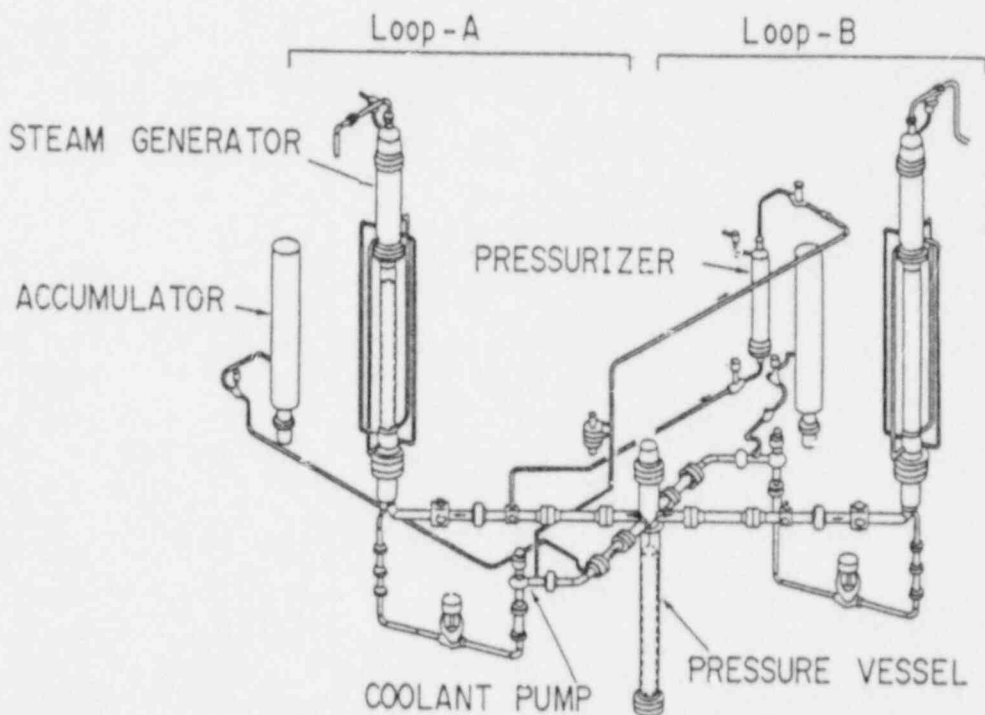 Loop-A
Loop-B
STEAM GENERATOR
PRESSURIZER
ACCUMULATOR
PRESSURE VESSEL
COOLANT PUMP